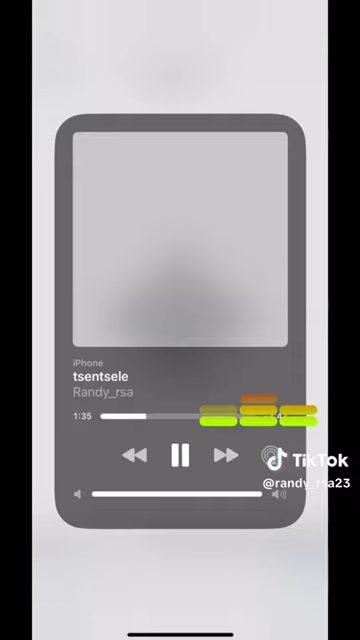 iPhone
tsentsele
Randy_rsa
1:35
TikTok
@randy_rsa23